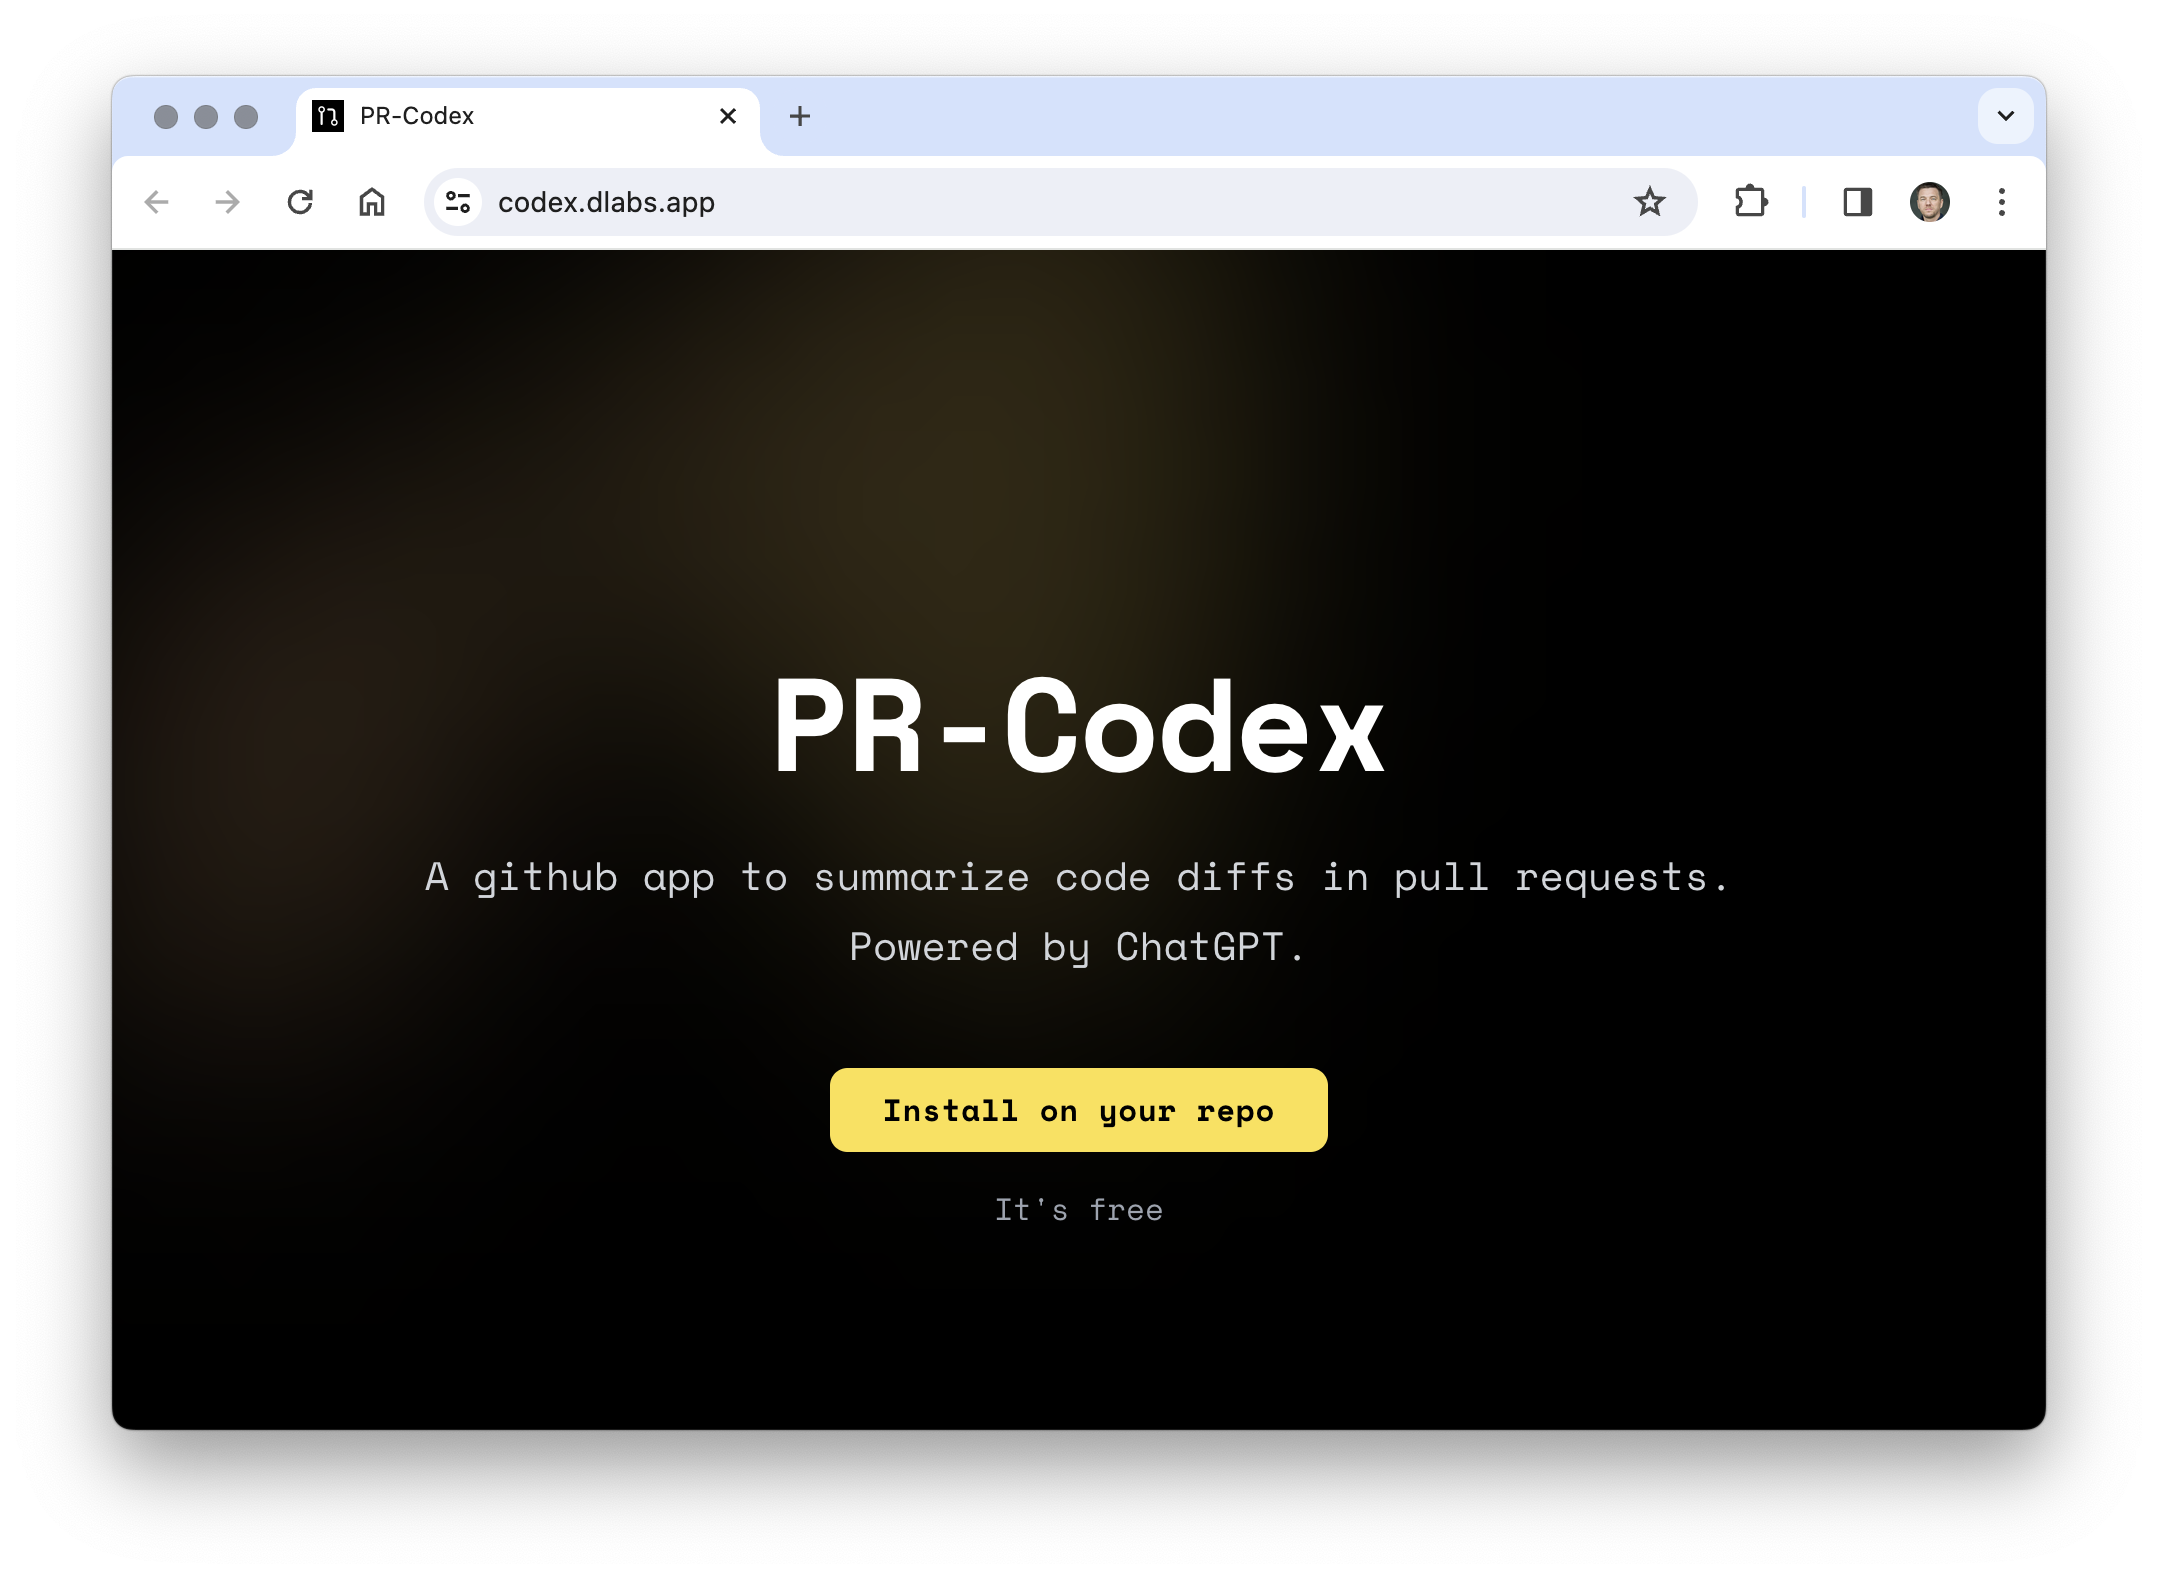 PR-Codex
codex.dlabs.app
PR-Codex
A github app to summarize code diffs in pull requests.
Powered by ChatGPT.
Install on your repo
It's free